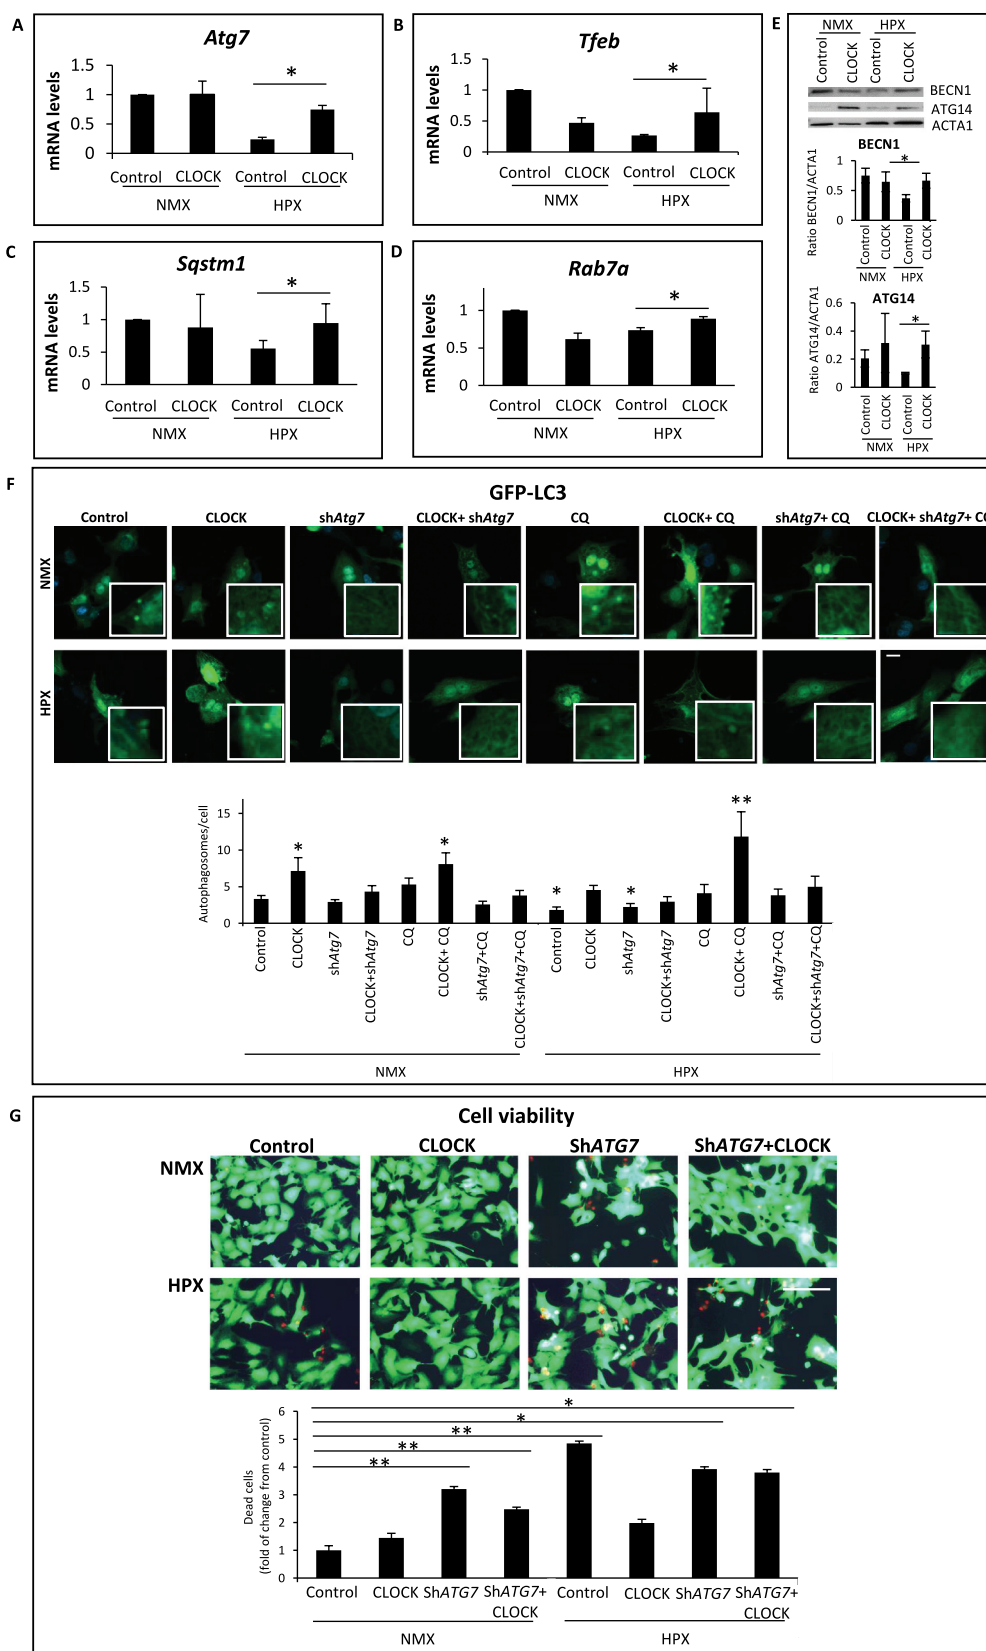 A
Atg7
mRNA levels
1.5
1
0.5
0
*
Control CLOCK Control CLOCK
NMX HPX
B
Tfeb
mRNA levels
1.5
1
0.5
0
*
Control CLOCK Control CLOCK
NMX HPX
C
Sqstm1
mRNA levels
1.5
1
0.5
0
*
Control CLOCK Control CLOCK
NMX HPX
D
Rab7a
mRNA levels
1
0.5
0
*
Control CLOCK Control CLOCK
NMX HPX
E
NMX HPX
Control CLOCK Control CLOCK
BECN1
ATG14
ACTA1
BECN1
Ratio BECN1/ACTA1
1
0.5
0
*
Control CLOCK Control CLOCK
NMX HPX
ATG14
Ratio ATG14/ACTA1
0.6
0.4
0.2
0
*
Control CLOCK Control CLOCK
NMX HPX
F
GFP-LC3
Control CLOCK shAtg7 CLOCK+ shAtg7 CQ CLOCK+ CQ shAtg7+ CQ CLOCK+ shAtg7+ CQ
NMX
HPX
Autophagosomes/cell
15
10
5
0
* * * * **
Control CLOCK shAtg7 CLOCK+shAtg7 CQ CLOCK+ CQ shAtg7+CQ CLOCK+shAtg7+CQ Control CLOCK shAtg7 CLOCK+shAtg7 CQ CLOCK+ CQ shAtg7+CQ CLOCK+shAtg7+CQ
NMX HPX
G
Cell viability
Control CLOCK ShATG7 ShATG7+CLOCK
NMX
HPX
Dead cells
(fold of change from control)
6
5
4
3
2
1
0
*
*
**
**
**
Control CLOCK ShATG7 ShATG7+ Control CLOCK ShATG7 ShATG7+
CLOCK CLOCK
NMX HPX